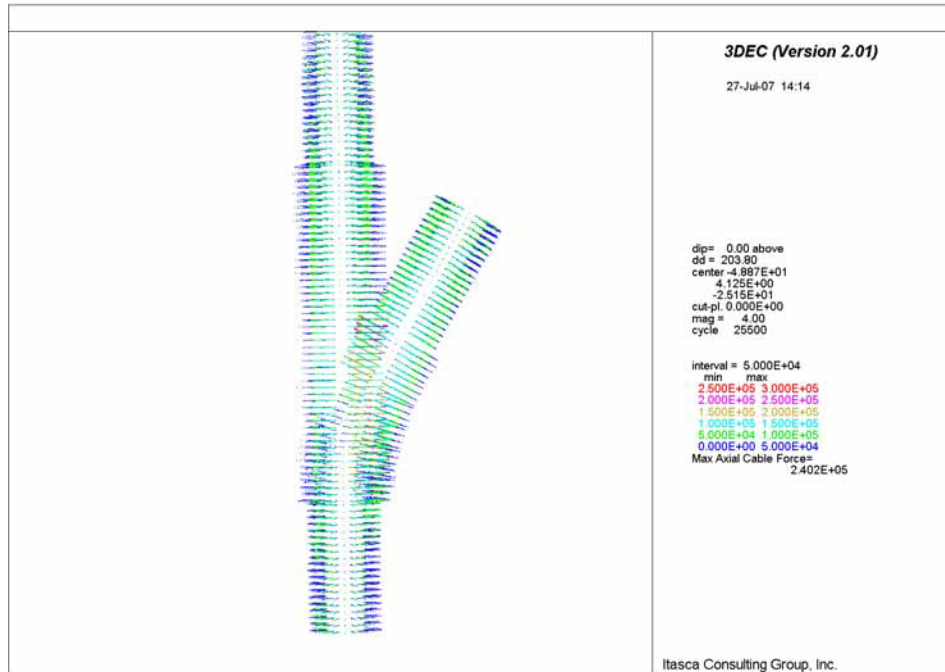 3DEC (Version 2.01)
27-Jul-07 14:14
dip= 0.00 above
dd = 203.80
center -4.887E+01
4.125E+00
-2.515E+01
cut-pl. 0.000E+00
mag = 4.00
cycle 25500
interval = 5.000E+04
min max
2.500E+05 3.000E+05
2.000E+05 2.500E+05
1.500E+05 2.000E+05
1.000E+05 1.500E+05
5.000E+04 1.000E+05
0.000E+00 5.000E+04
Max Axial Cable Force=
2.402E+05
Itasca Consulting Group, Inc.